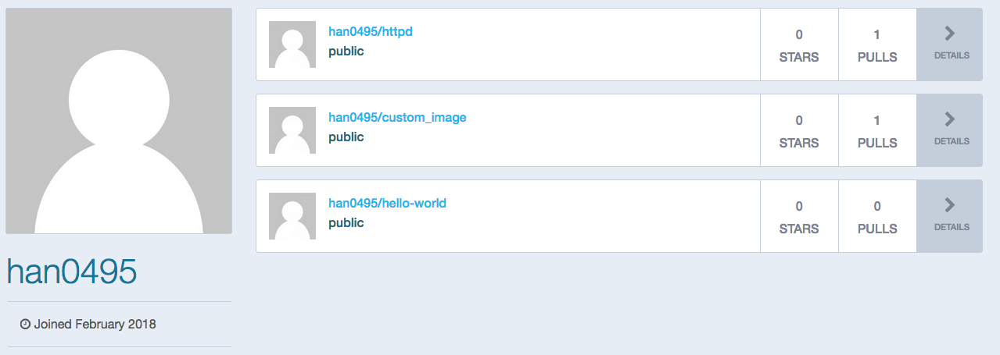 han0495/httpd
public
0
STARS
1
PULLS
DETAILS
han0495/custom_image
public
0
STARS
1
PULLS
DETAILS
han0495/hello-world
public
0
STARS
0
PULLS
DETAILS
han0495
Joined February 2018